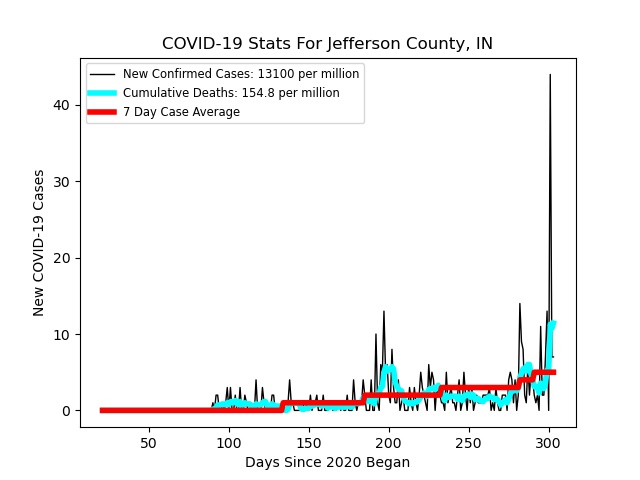 COVID-19 Stats For Jefferson County, IN
New Confirmed Cases: 13100 per million
Cumulative Deaths: 154.8 per million
7 Day Case Average
New COVID-19 Cases
40
30
20
10
0
50 100 150 200 250 300
Days Since 2020 Began